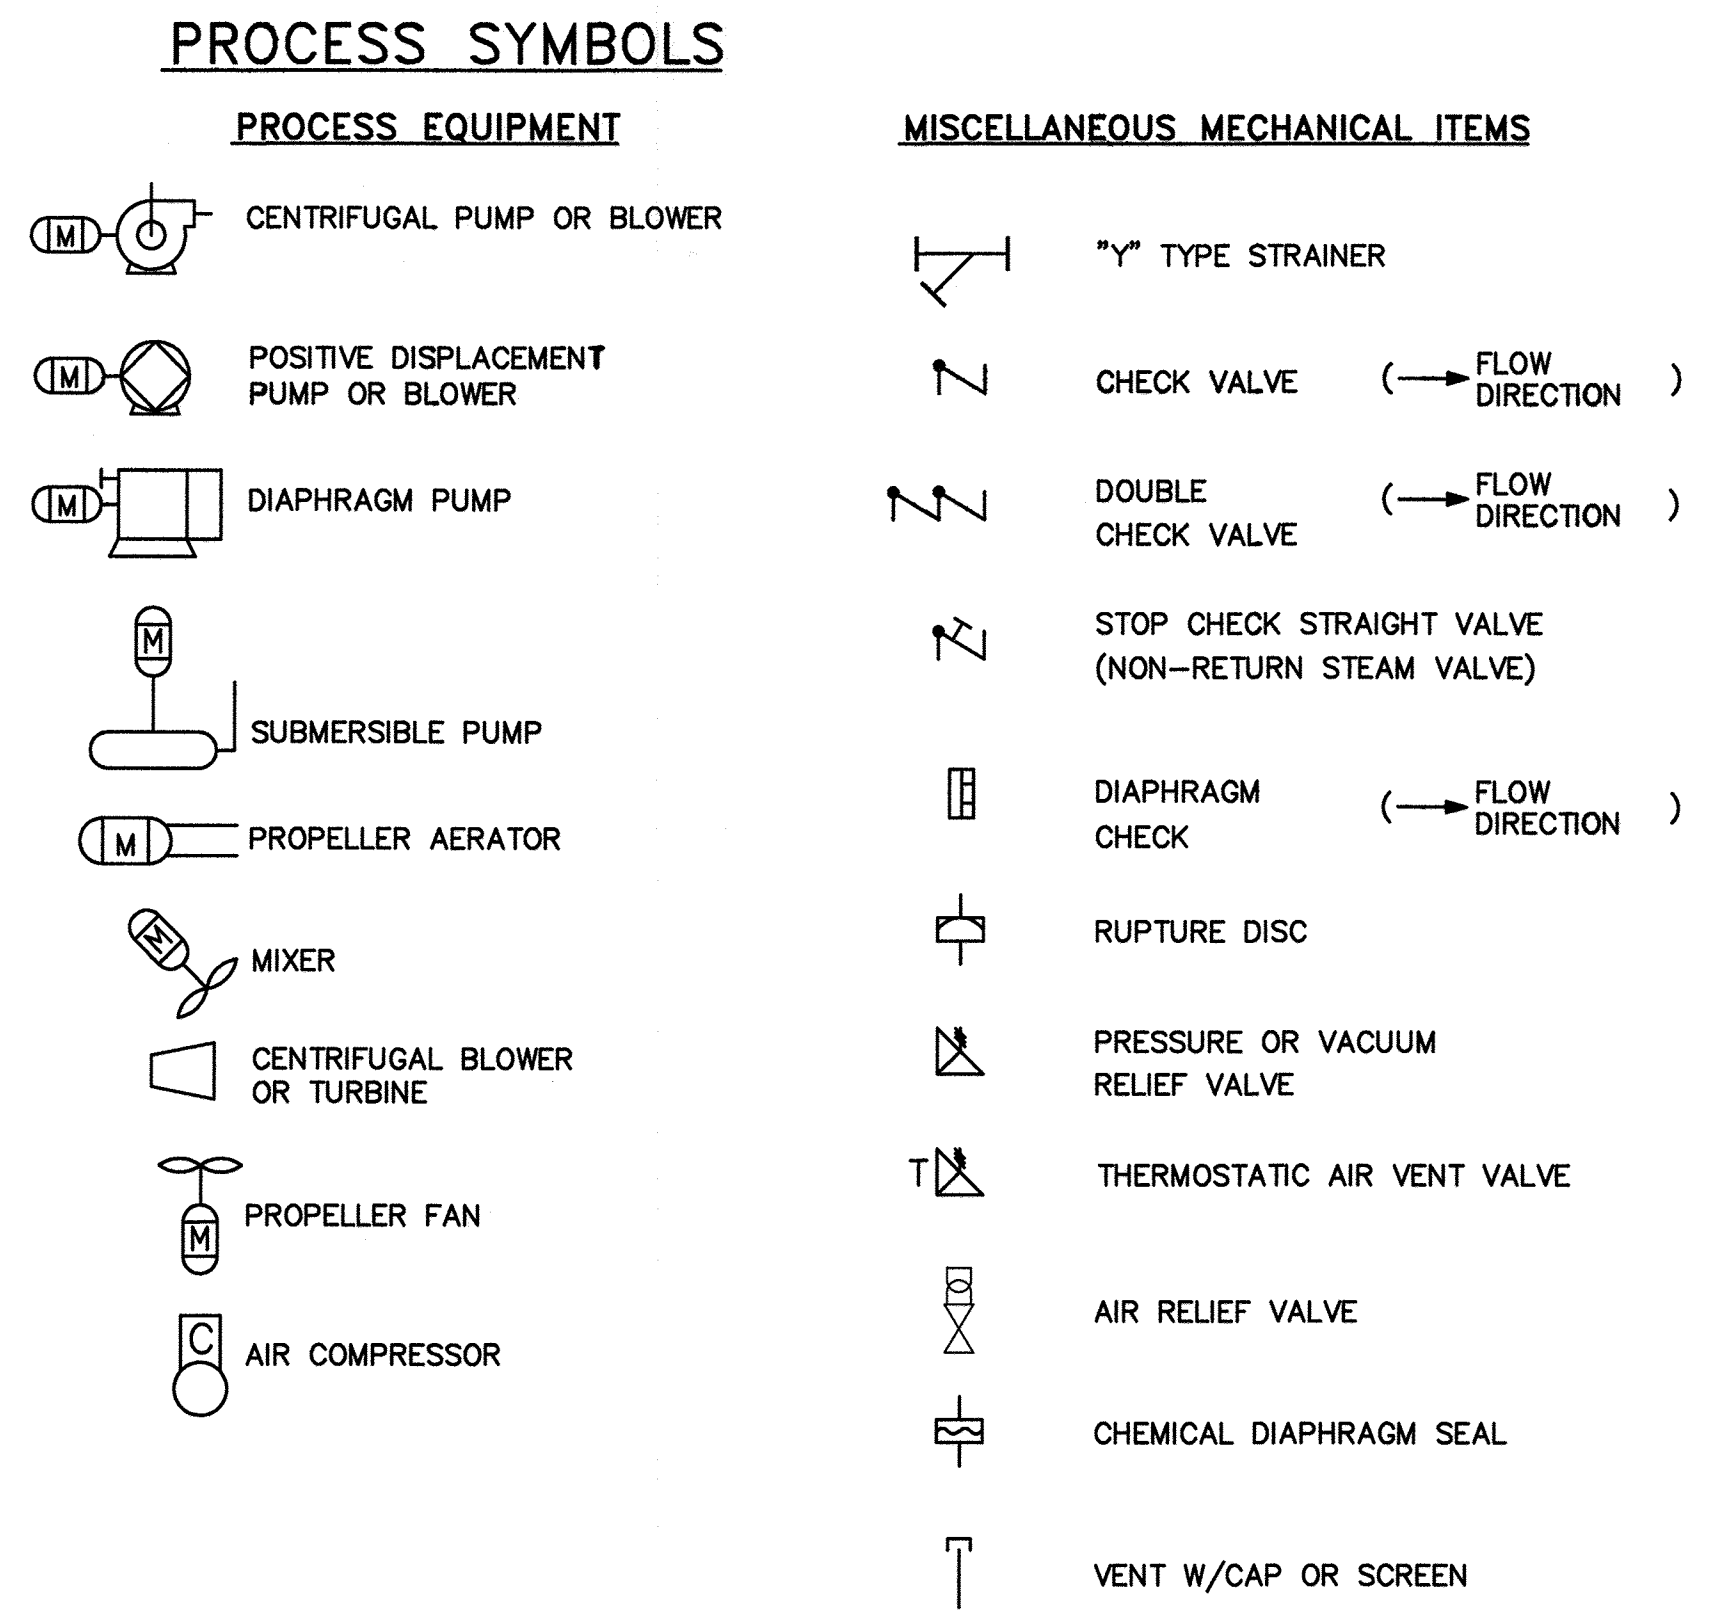 PROCESS SYMBOLS
PROCESS EQUIPMENT
M
CENTRIFUGAL PUMP OR BLOWER
M
POSITIVE DISPLACEMENT
PUMP OR BLOWER
M
DIAPHRAGM PUMP
M
SUBMERSIBLE PUMP
M
PROPELLER AERATOR
M
MIXER
CENTRIFUGAL BLOWER
OR TURBINE
M
PROPELLER FAN
C
AIR COMPRESSOR
MISCELLANEOUS MECHANICAL ITEMS
"Y" TYPE STRAINER
CHECK VALVE
( FLOW
DIRECTION )
DOUBLE
CHECK VALVE
( FLOW
DIRECTION )
STOP CHECK STRAIGHT VALVE
(NON-RETURN STEAM VALVE)
DIAPHRAGM
CHECK
( FLOW
DIRECTION )
RUPTURE DISC
PRESSURE OR VACUUM
RELIEF VALVE
T
THERMOSTATIC AIR VENT VALVE
AIR RELIEF VALVE
CHEMICAL DIAPHRAGM SEAL
VENT W/CAP OR SCREEN